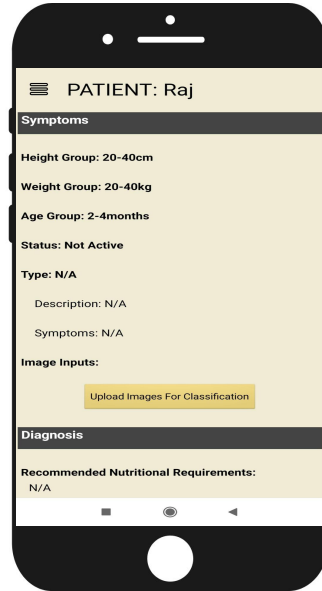 PATIENT: Raj
Symptoms
Height Group: 20-40cm
Weight Group: 20-40kg
Age Group: 2-4months
Status: Not Active
Type: N/A
Description: N/A
Symptoms: N/A
Image Inputs:
Upload Images For Classification
Diagnosis
Recommended Nutritional Requirements:
N/A